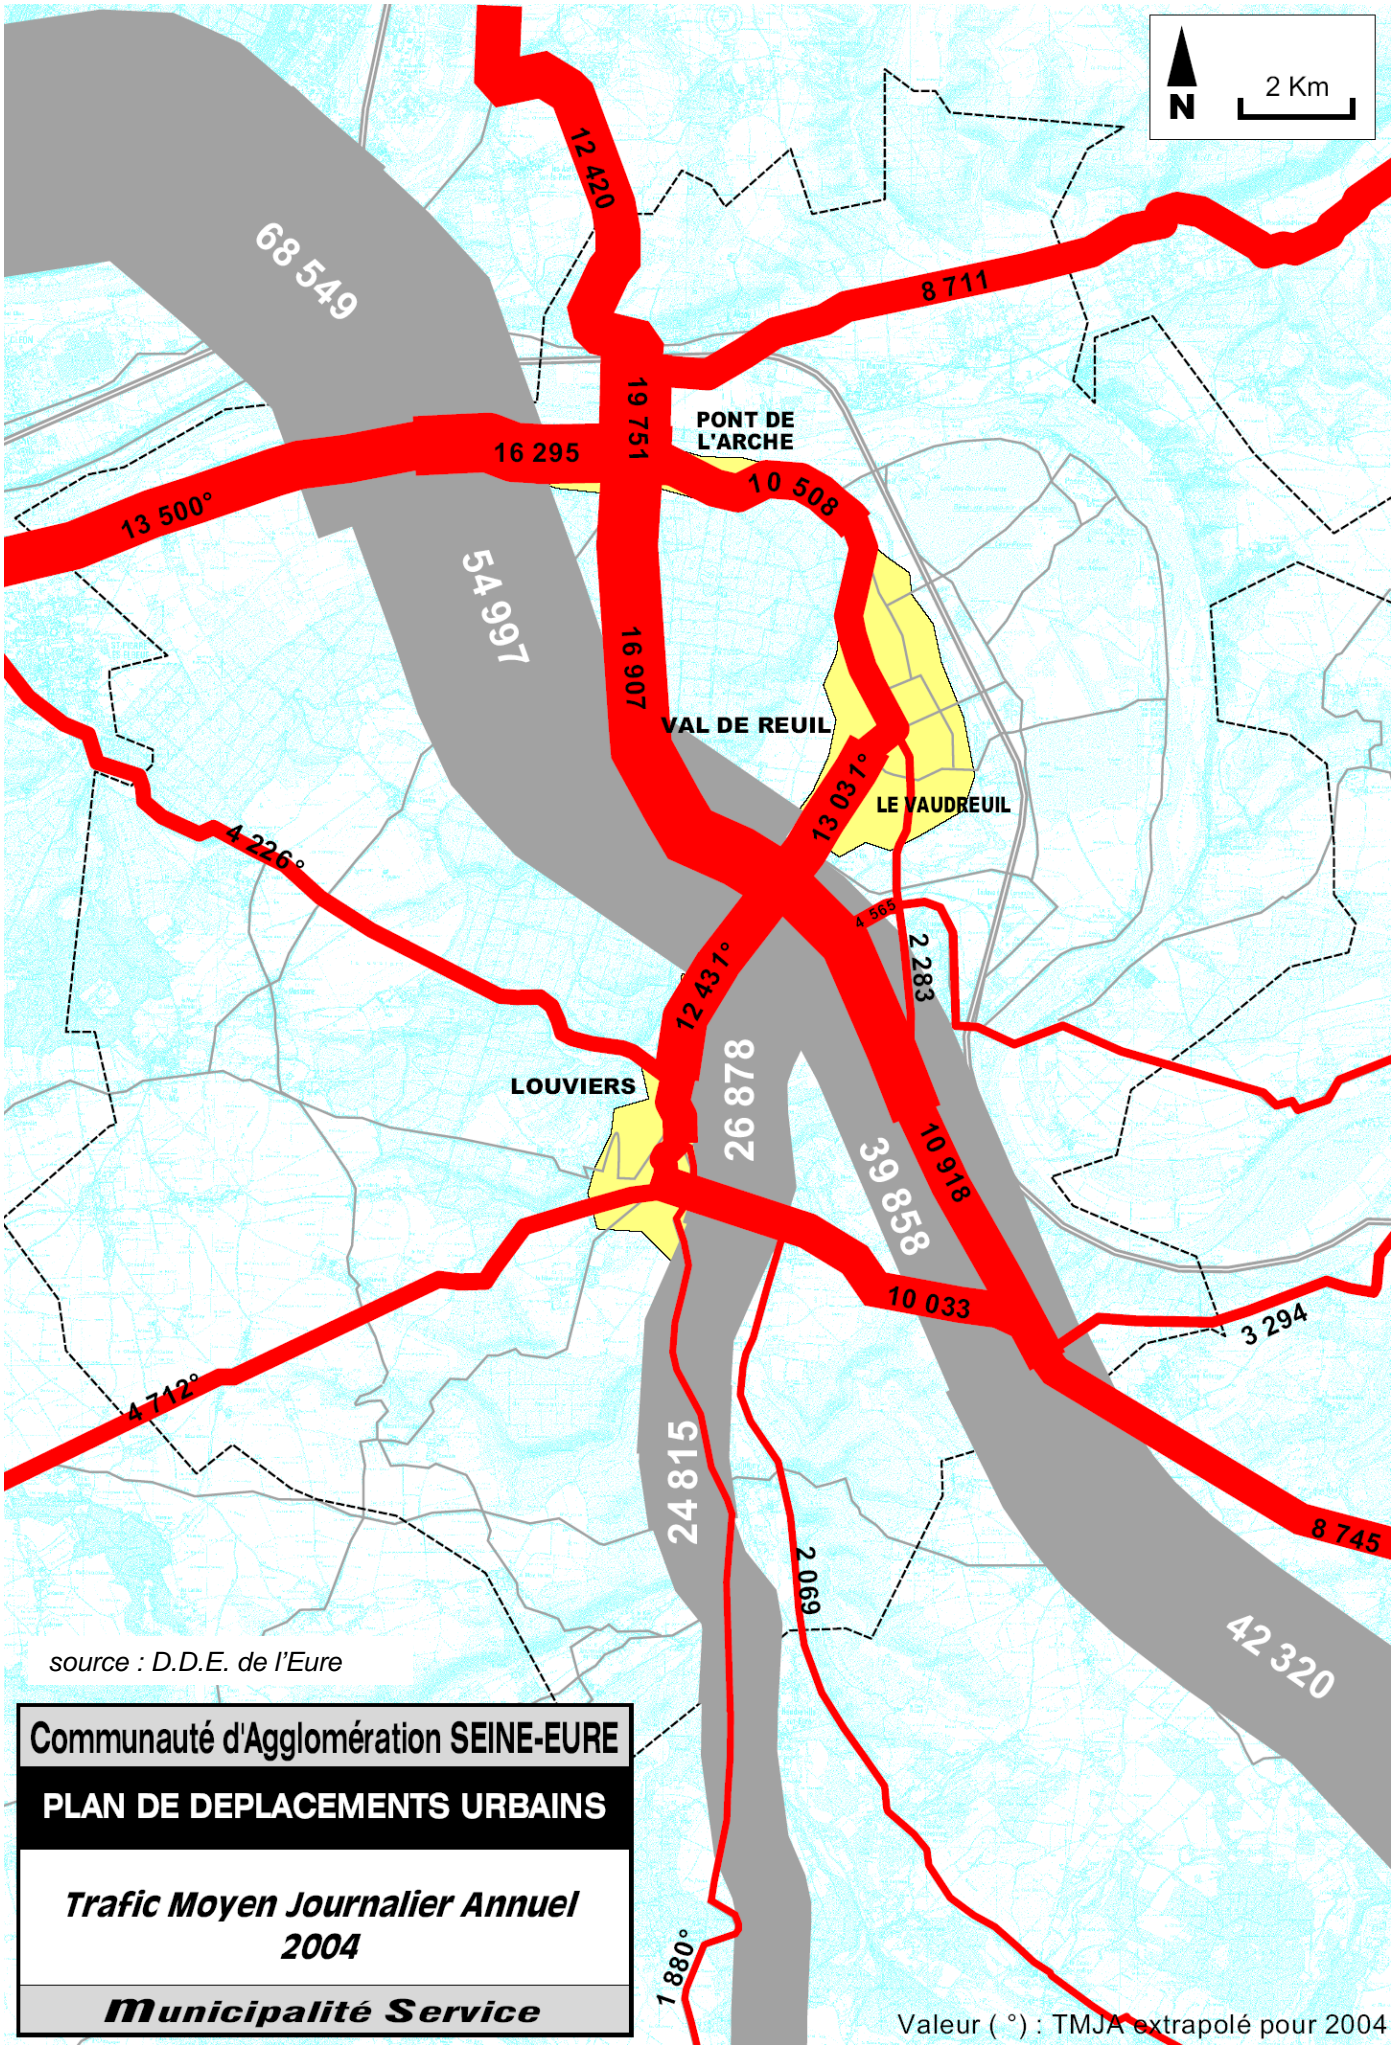 N
2 Km
12 420
68 549
8 711
19 751
PONT DE
L'ARCHE
16 295
10 508
13 500°
54 997
16 907
VAL DE REUIL
13 031°
LE VAUDREUIL
4 226°
4 565
2 283
12 431°
26 878
LOUVIERS
39 858
10 918
10 033
3 294
4 712°
24 815
8 745
2 069
42 320
source : D.D.E. de l'Eure
Communauté d'Agglomération SEINE-EURE
PLAN DE DEPLACEMENTS URBAINS
Trafic Moyen Journalier Annuel
2004
Municipalité Service
1 880°
Valeur ( °) : TMJA extrapolé pour 2004